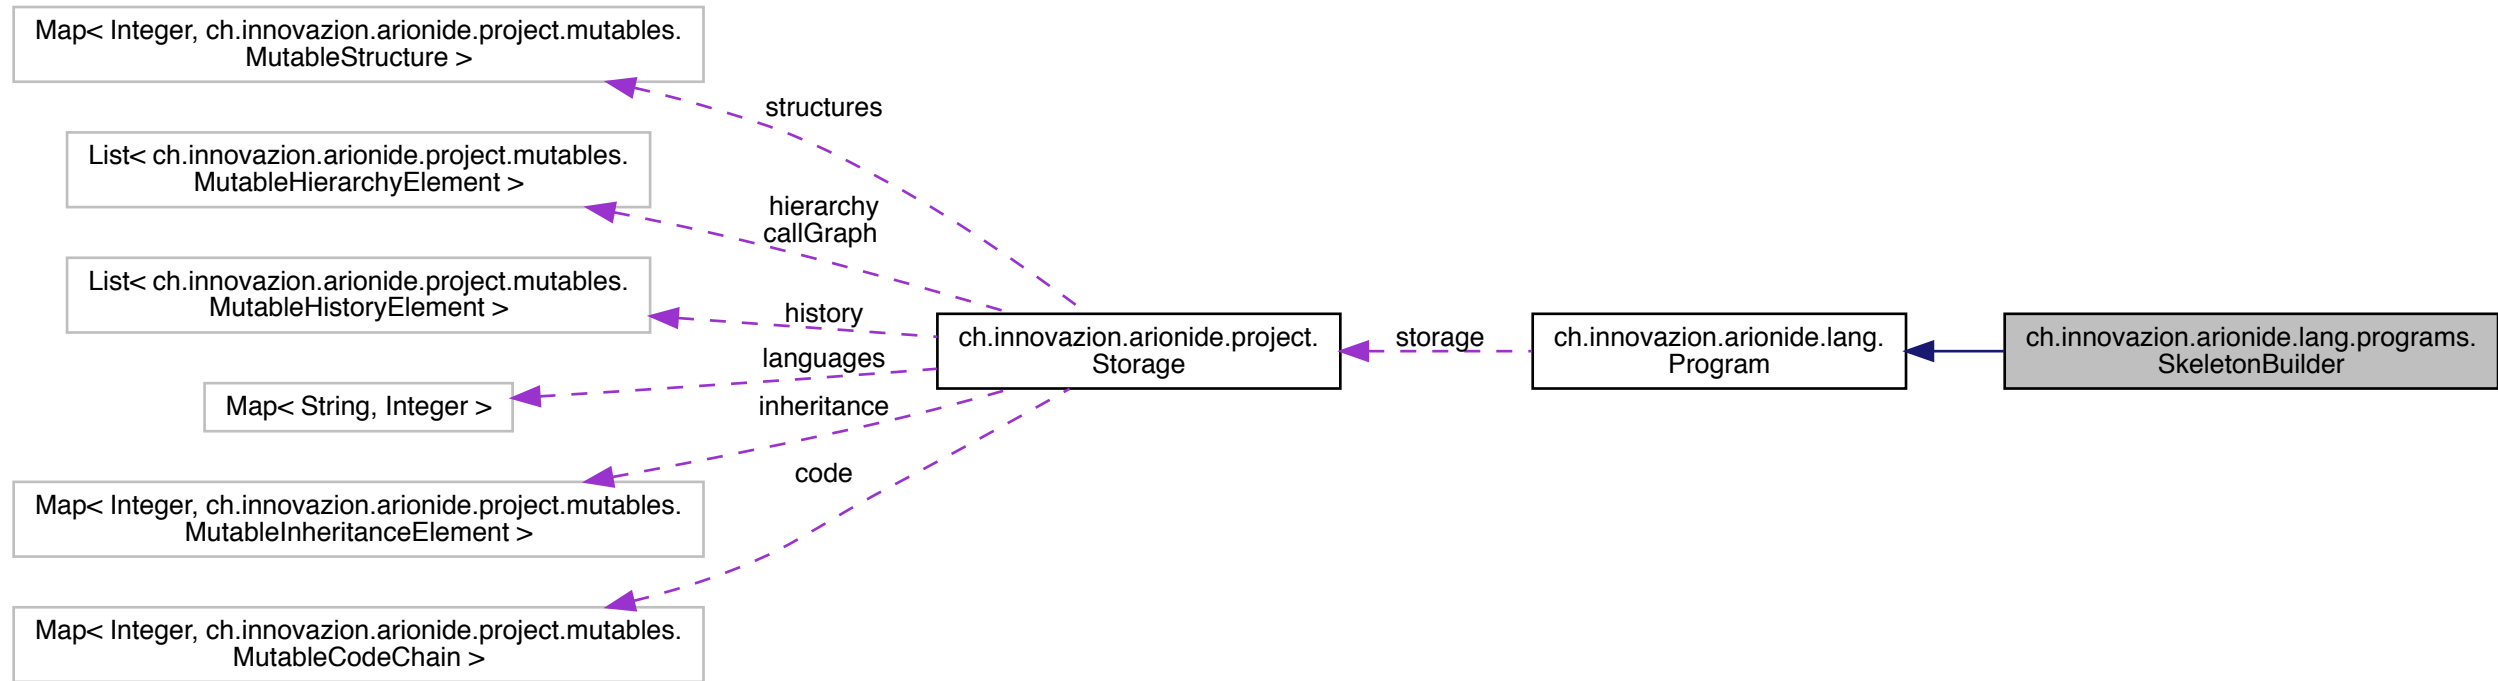 Map< Integer, ch.innovazion.arionide.project.mutables.
MutableStructure >
structures
List< ch.innovazion.arionide.project.mutables.
MutableHierarchyElement >
hierarchy
callGraph
List< ch.innovazion.arionide.project.mutables.
MutableHistoryElement >
history
languages
Map< String, Integer >
inheritance
Map< Integer, ch.innovazion.arionide.project.mutables.
MutableInheritanceElement >
code
Map< Integer, ch.innovazion.arionide.project.mutables.
MutableCodeChain >
ch.innovazion.arionide.project.
Storage
storage
ch.innovazion.arionide.lang.
Program
ch.innovazion.arionide.lang.programs.
SkeletonBuilder